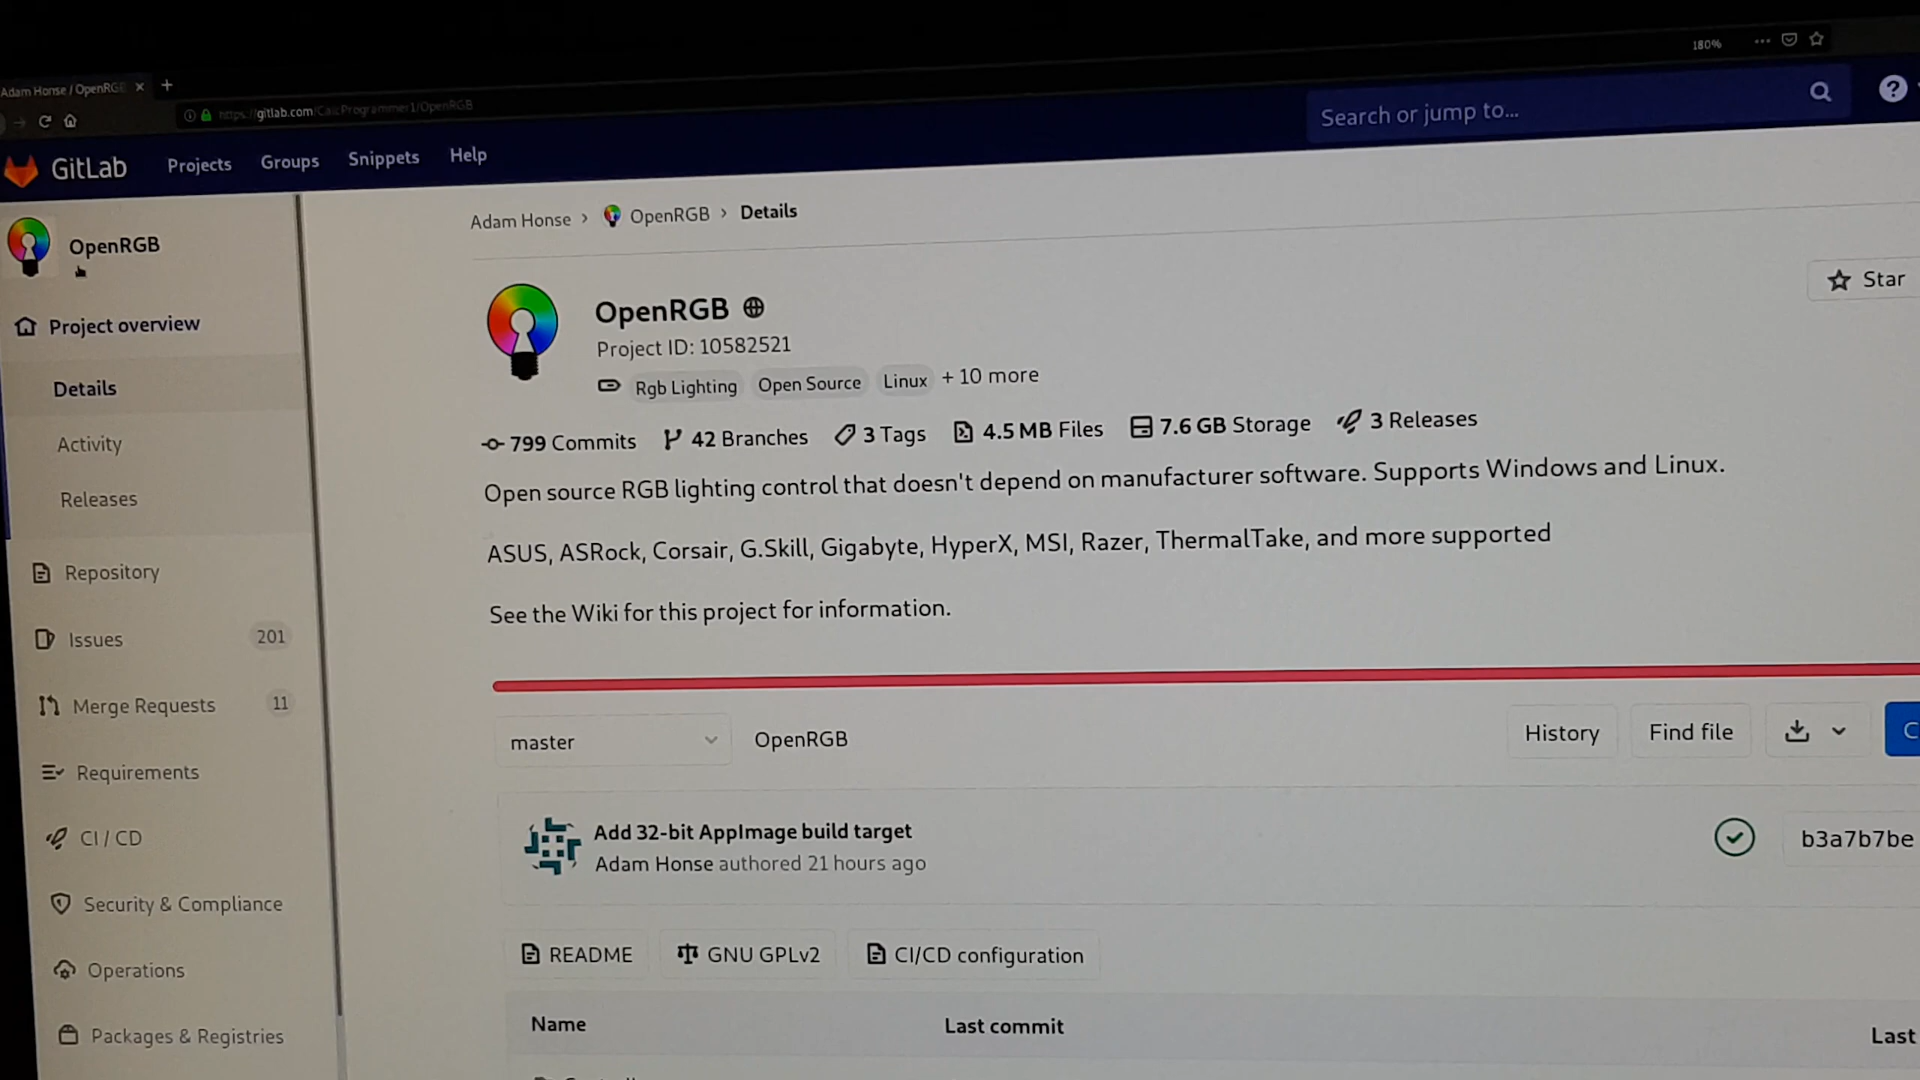 180%
Adam Honse / OpenRGB
https://gitlab.com/CalcProgrammer1/OpenRGB
GitLab Projects Groups Snippets Help Search or jump to...
OpenRGB
Project overview
Details
Activity
Releases
Repository
Issues 201
Merge Requests 11
Requirements
CI / CD
Security & Compliance
Operations
Packages & Registries
Adam Honse > OpenRGB > Details
OpenRGB
Star
Project ID: 10582521
Rgb Lighting Open Source Linux + 10 more
799 Commits 42 Branches 3 Tags 4.5 MB Files 7.6 GB Storage 3 Releases
Open source RGB lighting control that doesn't depend on manufacturer software. Supports Windows and Linux.
ASUS, ASRock, Corsair, G.Skill, Gigabyte, HyperX, MSI, Razer, ThermalTake, and more supported
See the Wiki for this project for information.
master OpenRGB History Find file
Add 32-bit AppImage build target
Adam Honse authored 21 hours ago
b3a7b7be
README GNU GPLv2 CI/CD configuration
Name Last commit Last